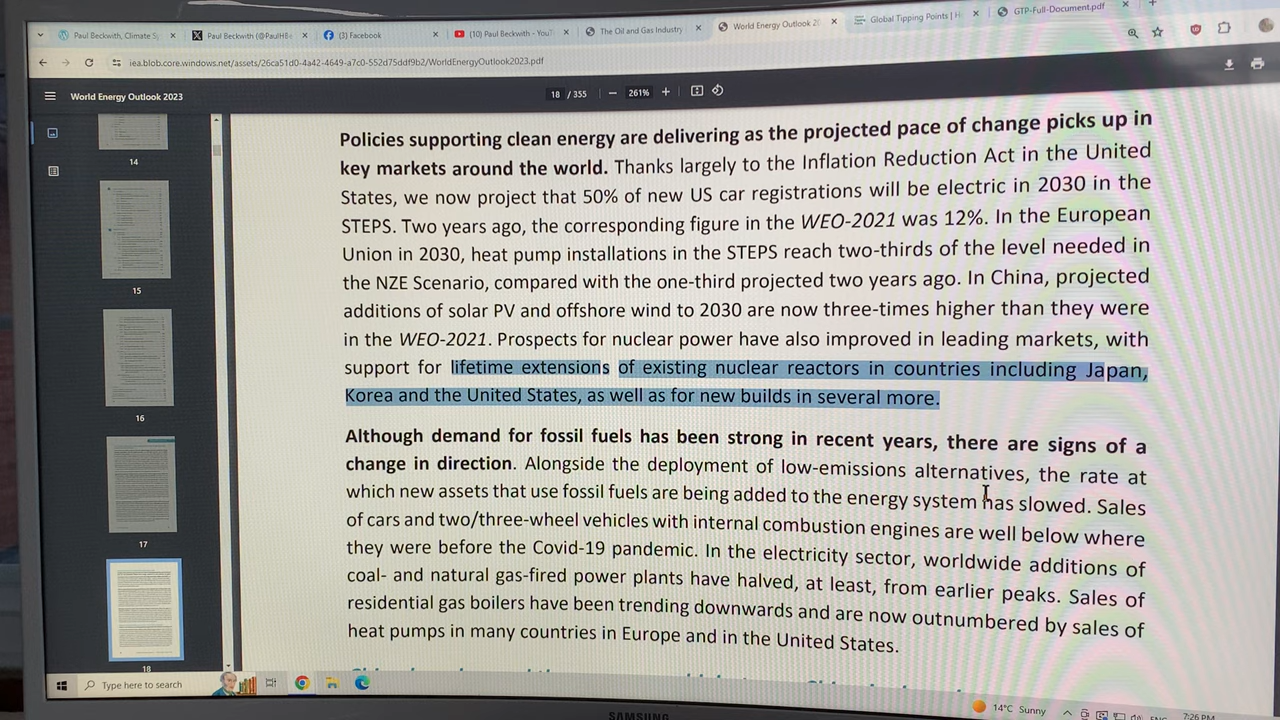 Paul Beckwith, Climate S
Paul Beckwith (@PaulHBe
(3) Facebook
(10) Paul Beckwith - YouT
The Oil and Gas Industry
World Energy Outlook 20
Global Tipping Points | H
GTP-Full-Document.pdf
iea.blob.core.windows.net/assets/26ca51d0-4a42-4649-a7c0-552d75ddf9b2/WorldEnergyOutlook2023.pdf
World Energy Outlook 2023
18 / 355
261%
14
15
16
17
18
Policies supporting clean energy are delivering as the projected pace of change picks up in
key markets around the world. Thanks largely to the Inflation Reduction Act in the United
States, we now project that 50% of new US car registrations will be electric in 2030 in the
STEPS. Two years ago, the corresponding figure in the WEO-2021 was 12%. In the European
Union in 2030, heat pump installations in the STEPS reach two-thirds of the level needed in
the NZE Scenario, compared with the one-third projected two years ago. In China, projected
additions of solar PV and offshore wind to 2030 are now three-times higher than they were
in the WEO-2021. Prospects for nuclear power have also improved in leading markets, with
support for lifetime extensions of existing nuclear reactors in countries including Japan,
Korea and the United States, as well as for new builds in several more.
Although demand for fossil fuels has been strong in recent years, there are signs of a
change in direction. Alongside the deployment of low-emissions alternatives, the rate at
which new assets that use fossil fuels are being added to the energy system has slowed. Sales
of cars and two/three-wheel vehicles with internal combustion engines are well below where
they were before the Covid-19 pandemic. In the electricity sector, worldwide additions of
coal- and natural gas-fired power plants have halved, at least, from earlier peaks. Sales of
residential gas boilers have been trending downwards and are now outnumbered by sales of
heat pumps in many countries in Europe and in the United States.
Type here to search
14°C Sunny
ENG
7:26 PM
SAMSUNG